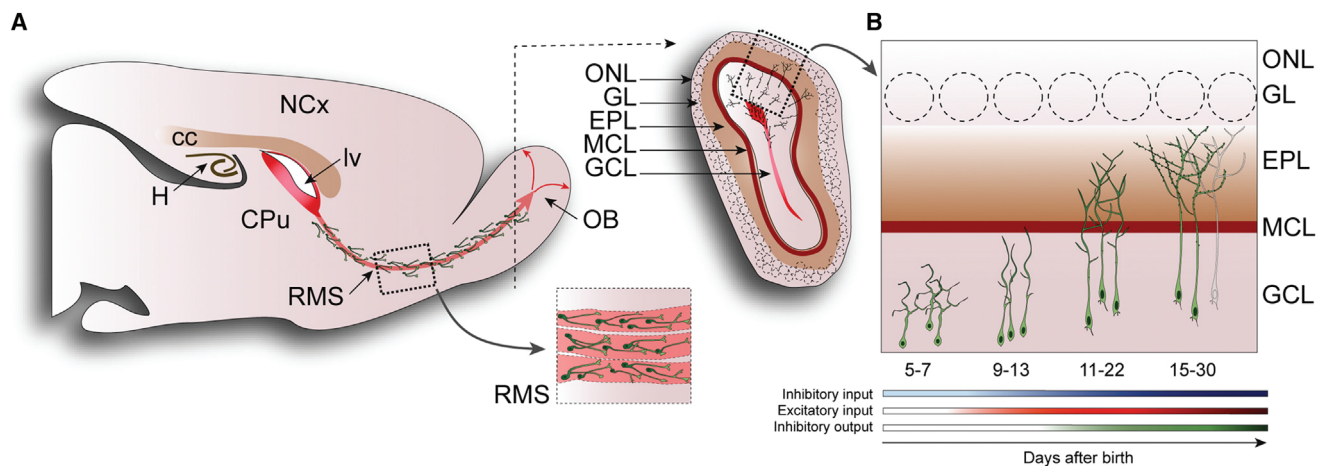 A
NCx
cc
lv
H
CPu
OB
RMS
RMS
ONL
GL
EPL
MCL
GCL
B
ONL
GL
EPL
MCL
GCL
5-7 9-13 11-22 15-30
Inhibitory input
Excitatory input
Inhibitory output
Days after birth